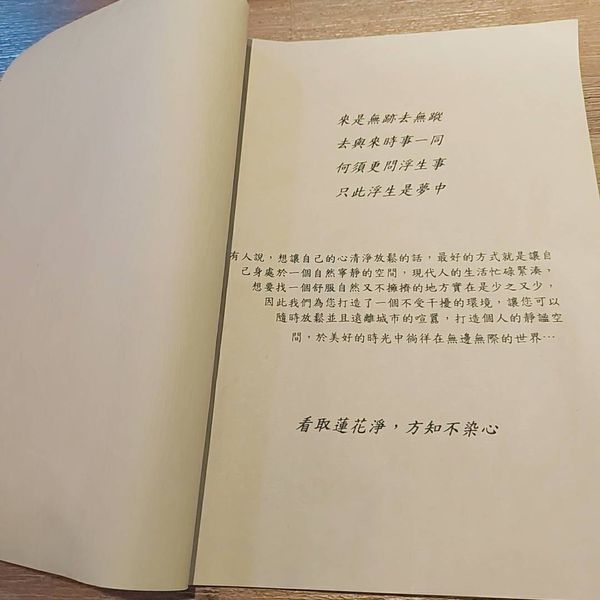 來是無跡去無蹤
去與來時事一同
何須更問浮生事
只此浮生是夢中
有人說，想讓自己的心清淨放鬆的話，最好的方式就是讓自
己身處於一個自然寧靜的空間，現代人的生活忙碌緊湊，
想要找一個舒服自然又不擁擠的地方實在是少之又少，
因此我們為您打造了一個不受干擾的環境，讓您可以
隨時放鬆並且遠離城市的喧囂，打造個人的靜謐空
間，於美好的時光中徜徉在無邊無際的世界…
看取蓮花淨，方知不染心